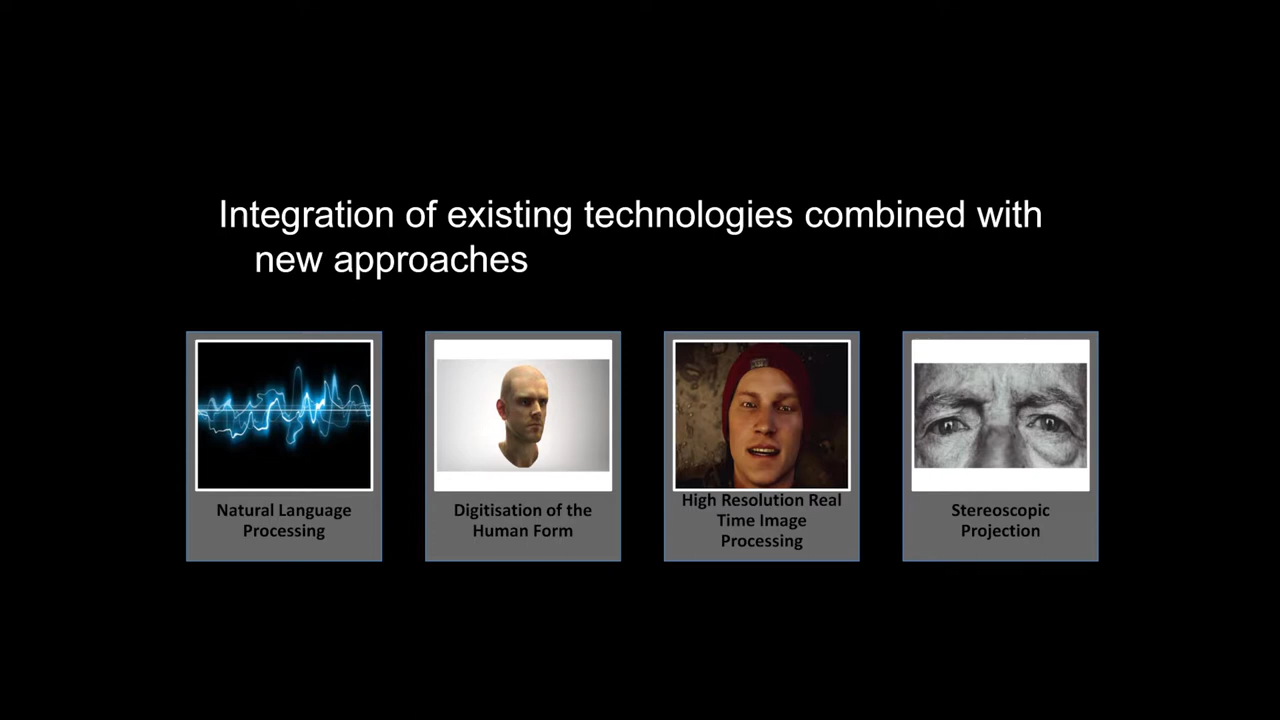 Integration of existing technologies combined with
new approaches
Natural Language
Processing
Digitisation of the
Human Form
High Resolution Real
Time Image
Processing
Stereoscopic
Projection